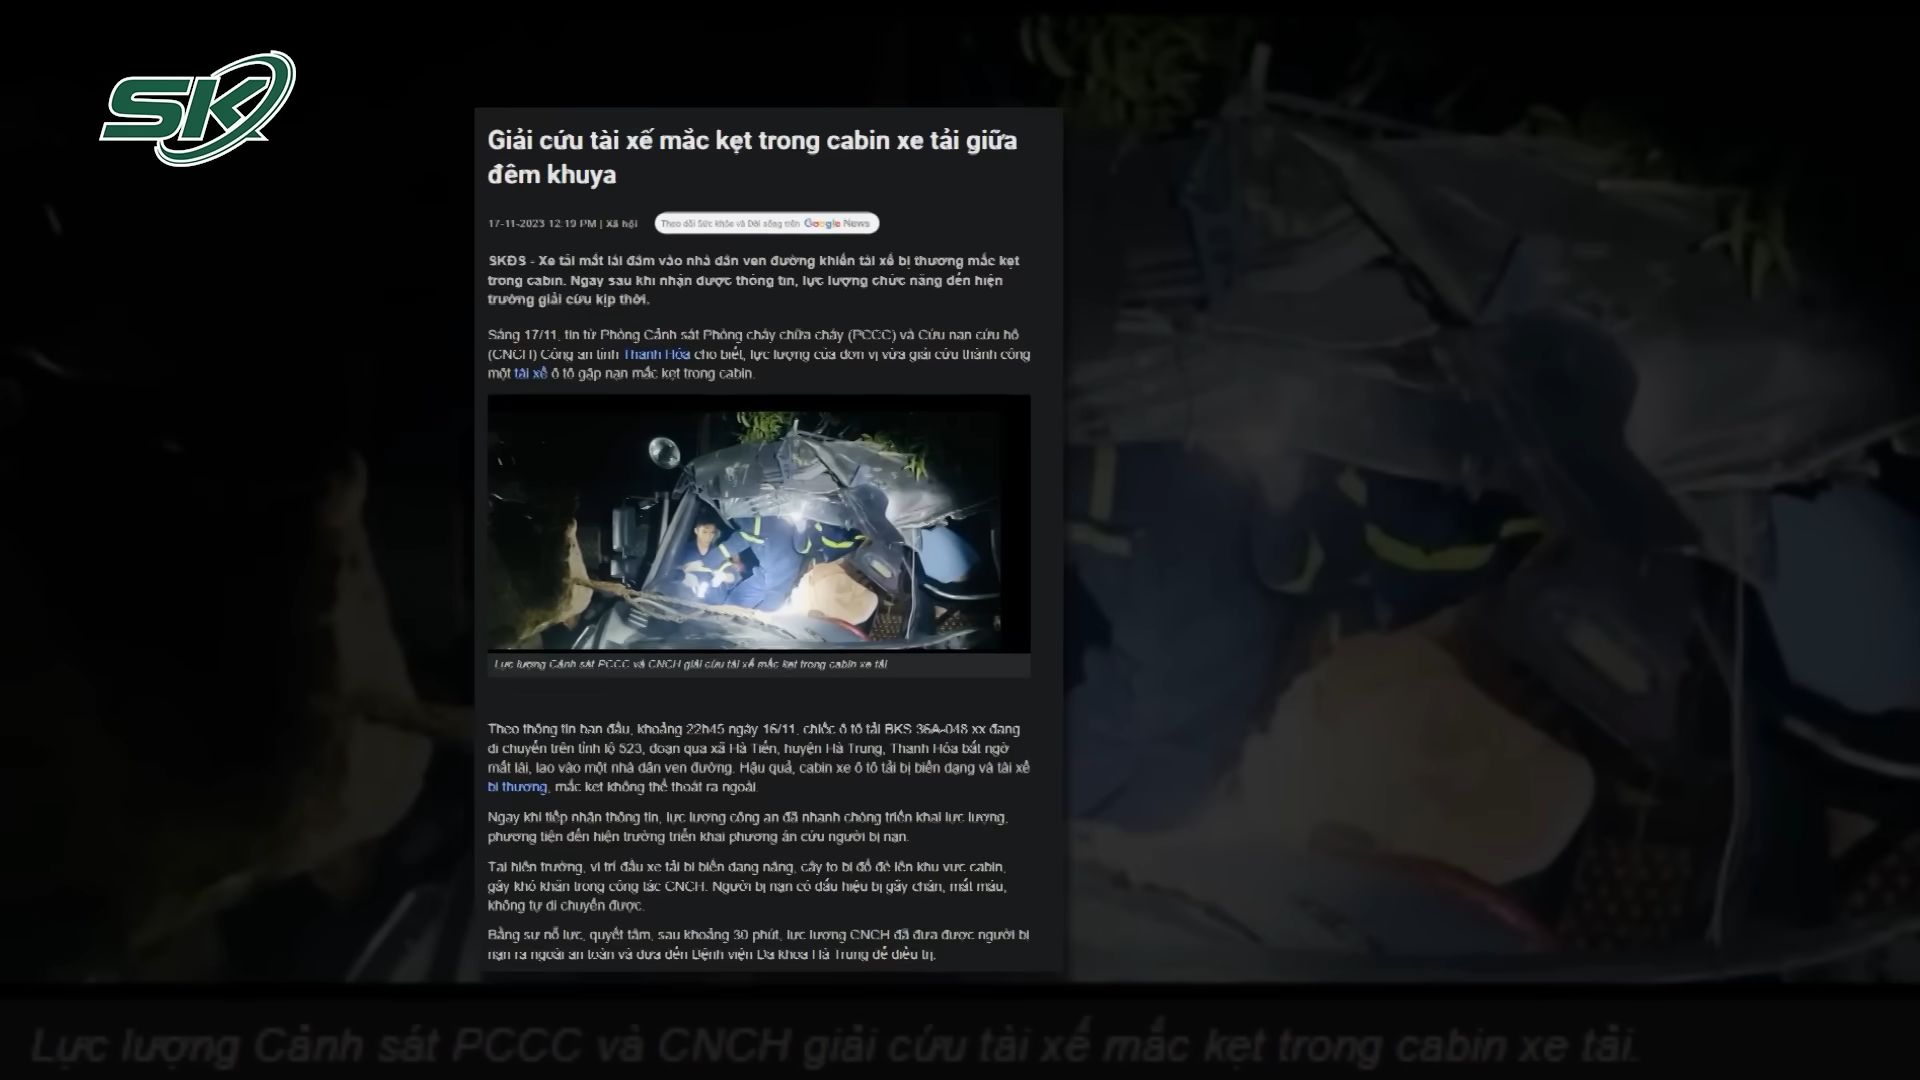 SK
Giải cứu tài xế mắc kẹt trong cabin xe tải giữa
đêm khuya
17-11-2023 12:19 PM | Xã hội
Theo dõi Sức khỏe và Đời sống trên Google News
SKĐS - Xe tải mất lái đâm vào nhà dân ven đường khiến tài xế bị thương mắc kẹt
trong cabin. Ngay sau khi nhận được thông tin, lực lượng chức năng đến hiện
trường giải cứu kịp thời.
Sáng 17/11, tin từ Phòng Cảnh sát Phòng cháy chữa cháy (PCCC) và Cứu nạn cứu hộ
(CNCH) Công an tỉnh Thanh Hóa cho biết, lực lượng của đơn vị vừa giải cứu thành công
một tài xế ô tô gặp nạn mắc kẹt trong cabin.
Lực lượng Cảnh sát PCCC và CNCH giải cứu tài xế mắc kẹt trong cabin xe tải
Theo thông tin ban đầu, khoảng 22h45 ngày 16/11, chiếc ô tô tải BKS 36A-048 xx đang
di chuyển trên tỉnh lộ 523, đoạn qua xã Hà Tiến, huyện Hà Trung, Thanh Hóa bất ngờ
mất lái, lao vào một nhà dân ven đường. Hậu quả, cabin xe ô tô tải bị biến dạng và tài xế
bị thương, mắc kẹt không thể thoát ra ngoài.
Ngay khi tiếp nhận thông tin, lực lượng công an đã nhanh chóng triển khai lực lượng,
phương tiện đến hiện trường triển khai phương án cứu người bị nạn.
Tại hiện trường, vị trí đầu xe tải bị biến dạng nặng, cây to bị đổ đè lên khu vực cabin,
gây khó khăn trong công tác CNCH. Người bị nạn có dấu hiệu bị gãy chân, mất máu,
không tự di chuyển được.
Bằng sự nỗ lực, quyết tâm, sau khoảng 30 phút, lực lượng CNCH đã đưa được người bị
nạn ra ngoài an toàn và đưa đến Bệnh viện Đa khoa Hà Trung để điều trị.
Lực lượng Cảnh sát PCCC và CNCH giải cứu tài xế mắc kẹt trong cabin xe tải.